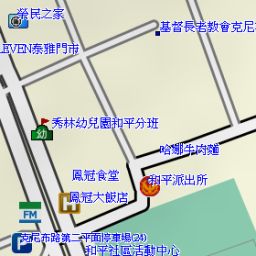 榮民之家
基督長老教會克尼
EVEN泰雅門市
秀林幼兒園和平分班
幼
哈娜牛肉麵
鳳冠食堂
和平派出所
鳳冠大飯店
FM
P
克尼布路第二平面停車場(24)
和平社區活動中心